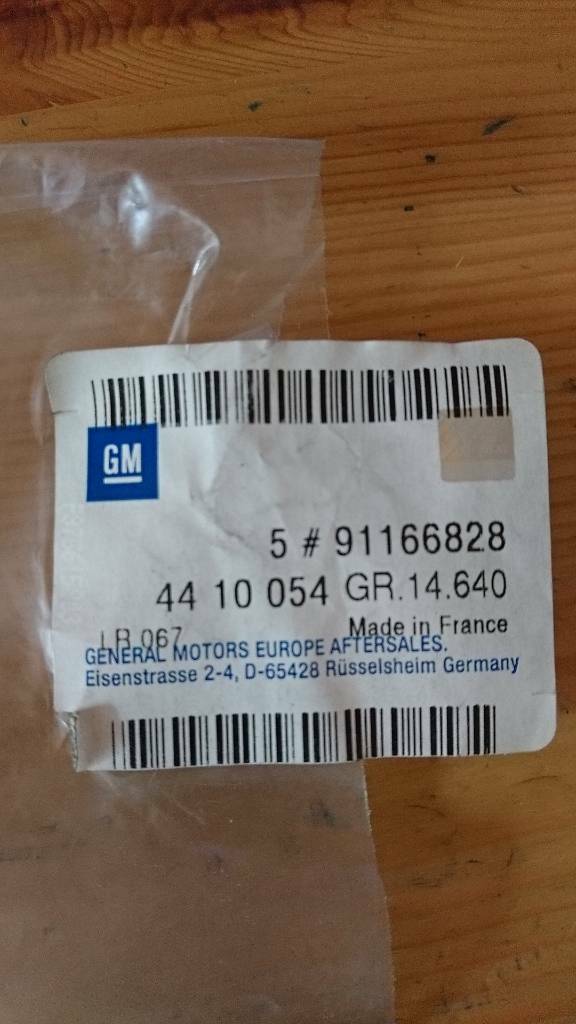 GM
5 # 91166828
44 10 054 GR.14.640
LR 067 Made in France
GENERAL MOTORS EUROPE AFTERSALES.
Eisenstrasse 2-4, D-65428 Rüsselsheim Germany